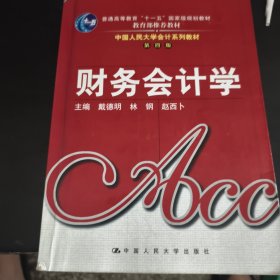 普通高等教育“十一五”国家级规划教材
教育部推荐教材
中国人民大学会计系列教材
第四版
财务会计学
主编 戴德明 林钢 赵西卜
Acc
中国人民大学出版社